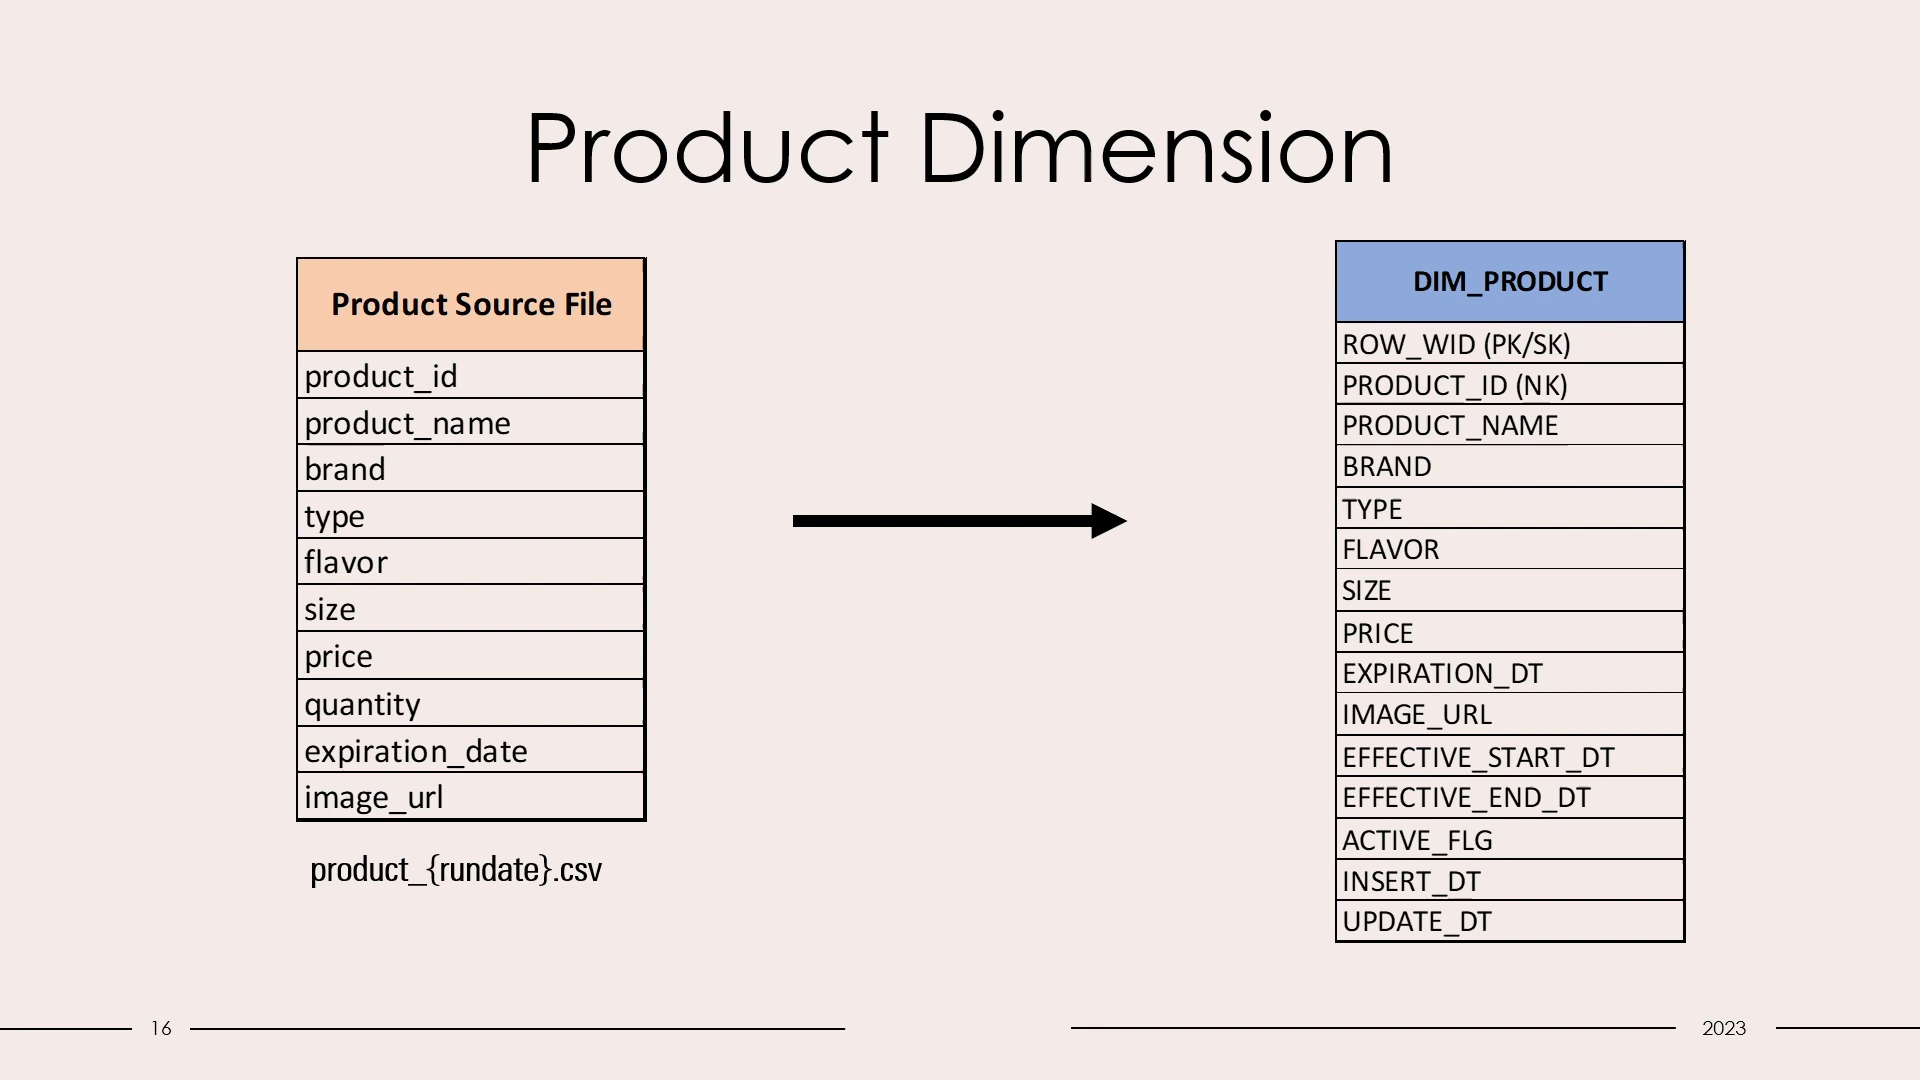 Product Dimension
Product Source File
product_id
product_name
brand
type
flavor
size
price
quantity
expiration_date
image_url
product_{rundate}.csv
DIM_PRODUCT
ROW_WID (PK/SK)
PRODUCT_ID (NK)
PRODUCT_NAME
BRAND
TYPE
FLAVOR
SIZE
PRICE
EXPIRATION_DT
IMAGE_URL
EFFECTIVE_START_DT
EFFECTIVE_END_DT
ACTIVE_FLG
INSERT_DT
UPDATE_DT
16
2023